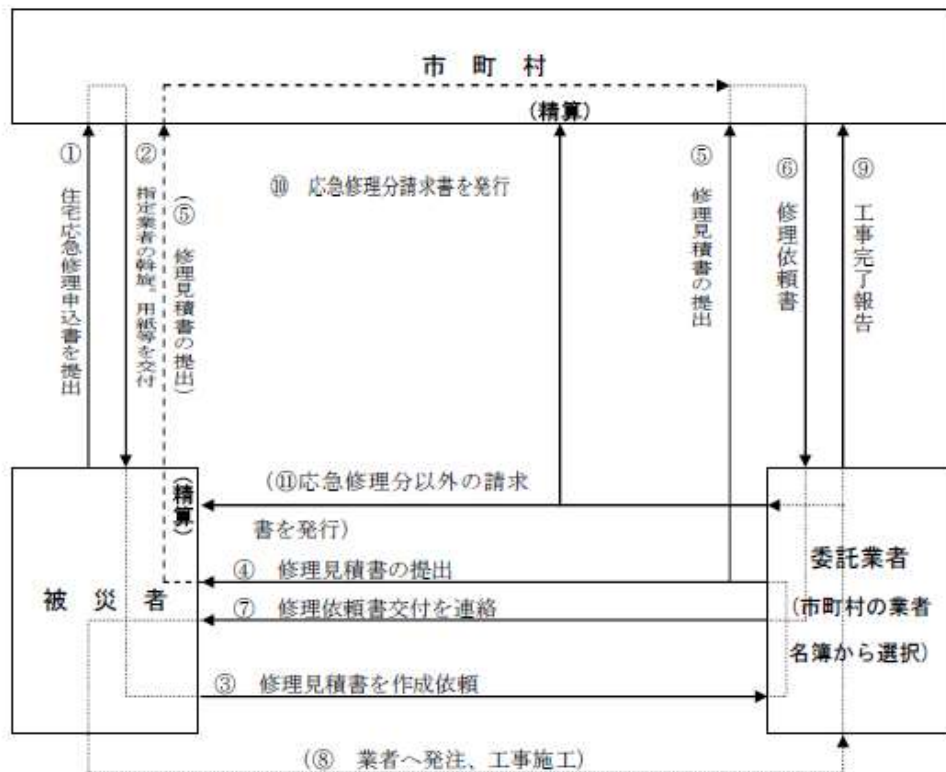 市 町 村
(精算)
① 住宅応急修理申込書を提出
② 指定業者の斡旋。用紙等を交付
(⑤ 修理見積書の提出)
⑩ 応急修理分請求書を発行
⑤ 修理見積書の提出
⑥ 修理依頼書
⑨ 工事完了報告
(精算)
(⑪応急修理分以外の請求
書を発行)
④ 修理見積書の提出
⑦ 修理依頼書交付を連絡
③ 修理見積書を作成依頼
被 災 者
委託業者
(市町村の業者
名簿から選択)
(⑧ 業者へ発注、工事施工)